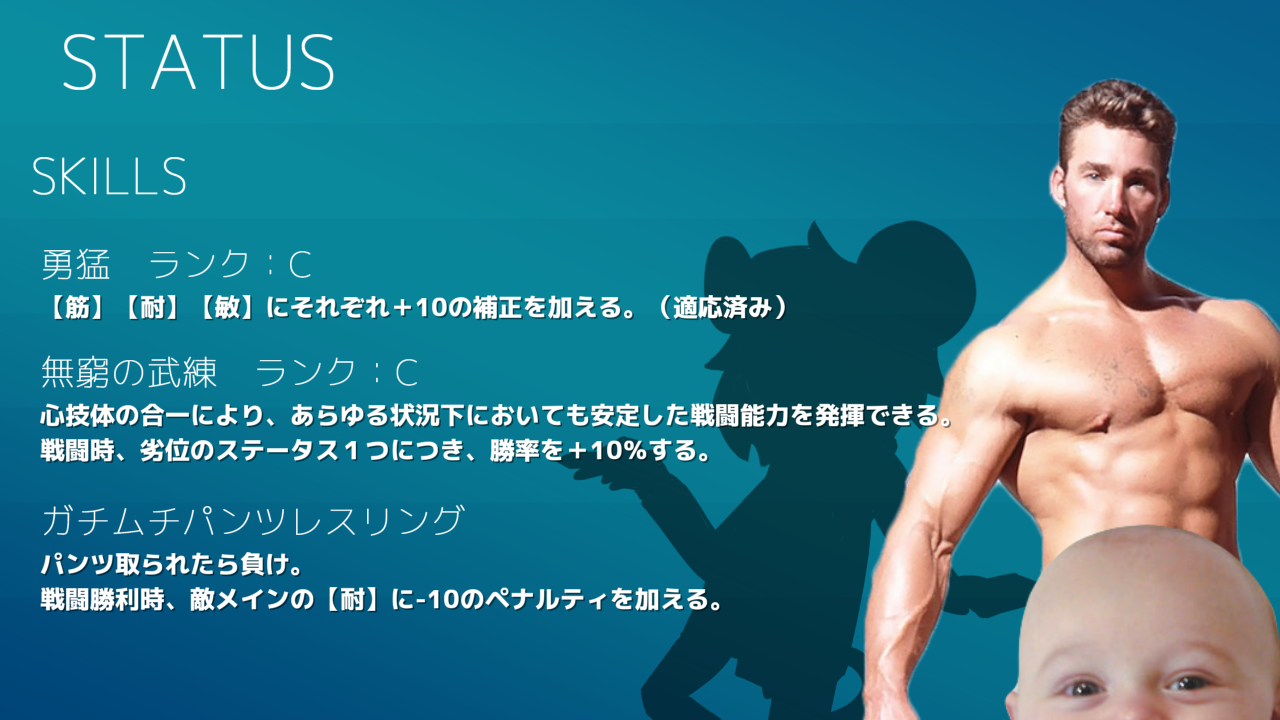 STATUS
SKILLS
勇猛　ランク：C
【筋】【耐】【敏】にそれぞれ＋10の補正を加える。（適応済み）
無窮の武練　ランク：C
心技体の合一により、あらゆる状況下においても安定した戦闘能力を発揮できる。
戦闘時、劣位のステータス１つにつき、勝率を＋10%する。
ガチムチパンツレスリング
パンツ取られたら負け。
戦闘勝利時、敵メインの【耐】に-10のペナルティを加える。